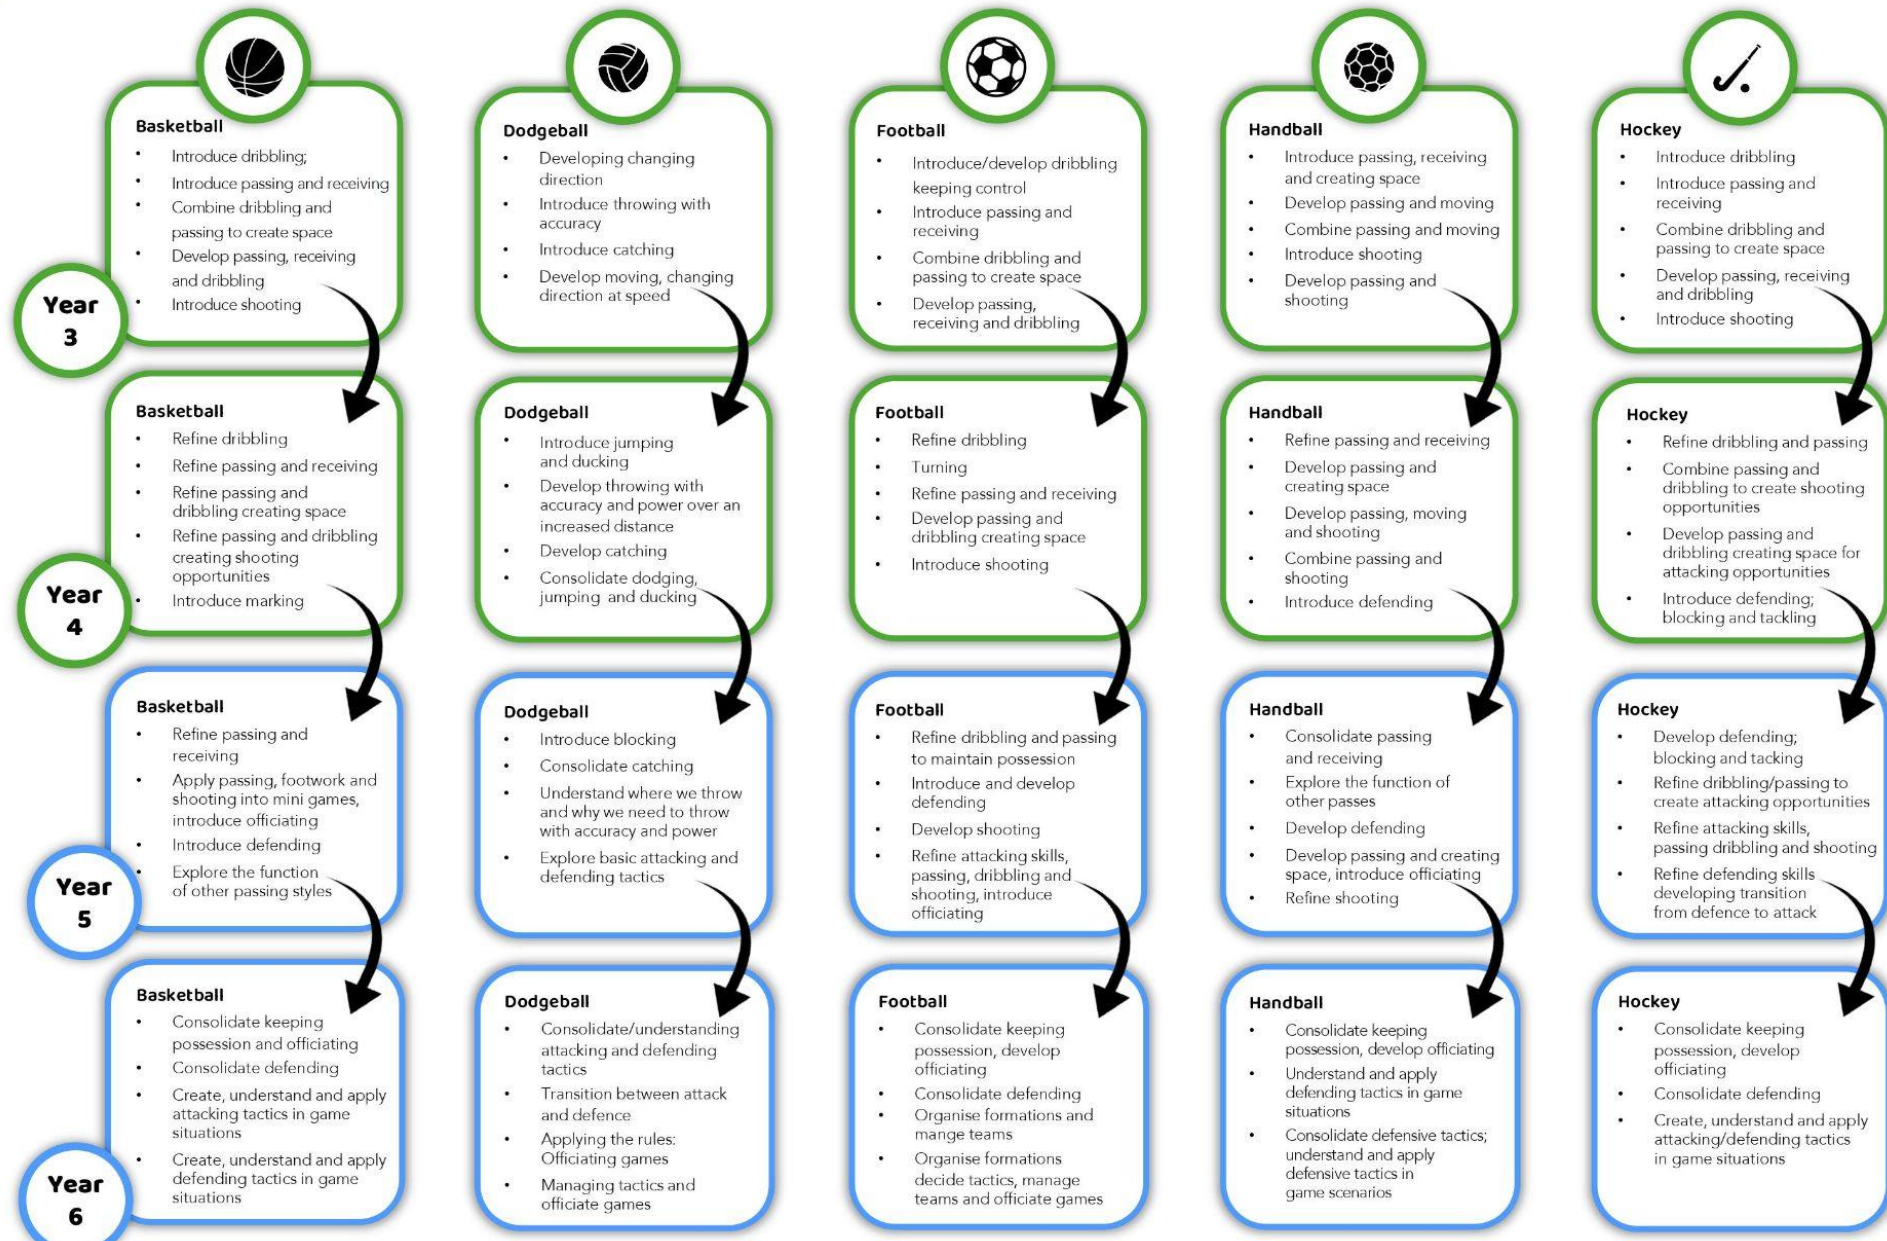 Year
3
Basketball
• Introduce dribbling;
• Introduce passing and receiving
• Combine dribbling and
passing to create space
• Develop passing, receiving
and dribbling
• Introduce shooting
Dodgeball
• Developing changing
direction
• Introduce throwing with
accuracy
• Introduce catching
• Develop moving, changing
direction at speed
Football
• Introduce/develop dribbling
keeping control
• Introduce passing and
receiving
• Combine dribbling and
passing to create space
• Develop passing,
receiving and dribbling
Handball
• Introduce passing, receiving
and creating space
• Develop passing and moving
• Combine passing and moving
• Introduce shooting
• Develop passing and
shooting
Hockey
• Introduce dribbling
• Introduce passing and
receiving
• Combine dribbling and
passing to create space
• Develop passing, receiving
and dribbling
• Introduce shooting
Year
4
Basketball
• Refine dribbling
• Refine passing and receiving
• Refine passing and
dribbling creating space
• Refine passing and dribbling
creating shooting
opportunities
• Introduce marking
Dodgeball
• Introduce jumping
and ducking
• Develop throwing with
accuracy and power over an
increased distance
• Develop catching
• Consolidate dodging,
jumping and ducking
Football
• Refine dribbling
• Turning
• Refine passing and receiving
• Develop passing and
dribbling creating space
• Introduce shooting
Handball
• Refine passing and receiving
• Develop passing and
creating space
• Develop passing, moving
and shooting
• Combine passing and
shooting
• Introduce defending
Hockey
• Refine dribbling and passing
• Combine passing and
dribbling to create shooting
opportunities
• Develop passing and
dribbling creating space for
attacking opportunities
• Introduce defending;
blocking and tackling
Year
5
Basketball
• Refine passing and
receiving
• Apply passing, footwork and
shooting into mini games,
introduce officiating
• Introduce defending
• Explore the function
of other passing styles
Dodgeball
• Introduce blocking
• Consolidate catching
• Understand where we throw
and why we need to throw
with accuracy and power
• Explore basic attacking and
defending tactics
Football
• Refine dribbling and passing
to maintain possession
• Introduce and develop
defending
• Develop shooting
• Refine attacking skills,
passing, dribbling and
shooting, introduce
officiating
Handball
• Consolidate passing
and receiving
• Explore the function of
other passes
• Develop defending
• Develop passing and creating
space, introduce officiating
• Refine shooting
Hockey
• Develop defending;
blocking and tacking
• Refine dribbling/passing to
create attacking opportunities
• Refine attacking skills,
passing dribbling and shooting
• Refine defending skills
developing transition
from defence to attack
Year
6
Basketball
• Consolidate keeping
possession and officiating
• Consolidate defending
• Create, understand and apply
attacking tactics in game
situations
• Create, understand and apply
defending tactics in game
situations
Dodgeball
• Consolidate/understanding
attacking and defending
tactics
• Transition between attack
and defence
• Applying the rules:
Officiating games
• Managing tactics and
officiate games
Football
• Consolidate keeping
possession, develop
officiating
• Consolidate defending
• Organise formations and
mange teams
• Organise formations
decide tactics, manage
teams and officiate games
Handball
• Consolidate keeping
possession, develop officiating
• Understand and apply
defending tactics in game
situations
• Consolidate defensive tactics;
understand and apply
defensive tactics in
game scenarios
Hockey
• Consolidate keeping
possession, develop
officiating
• Consolidate defending
• Create, understand and apply
attacking/defending tactics
in game situations